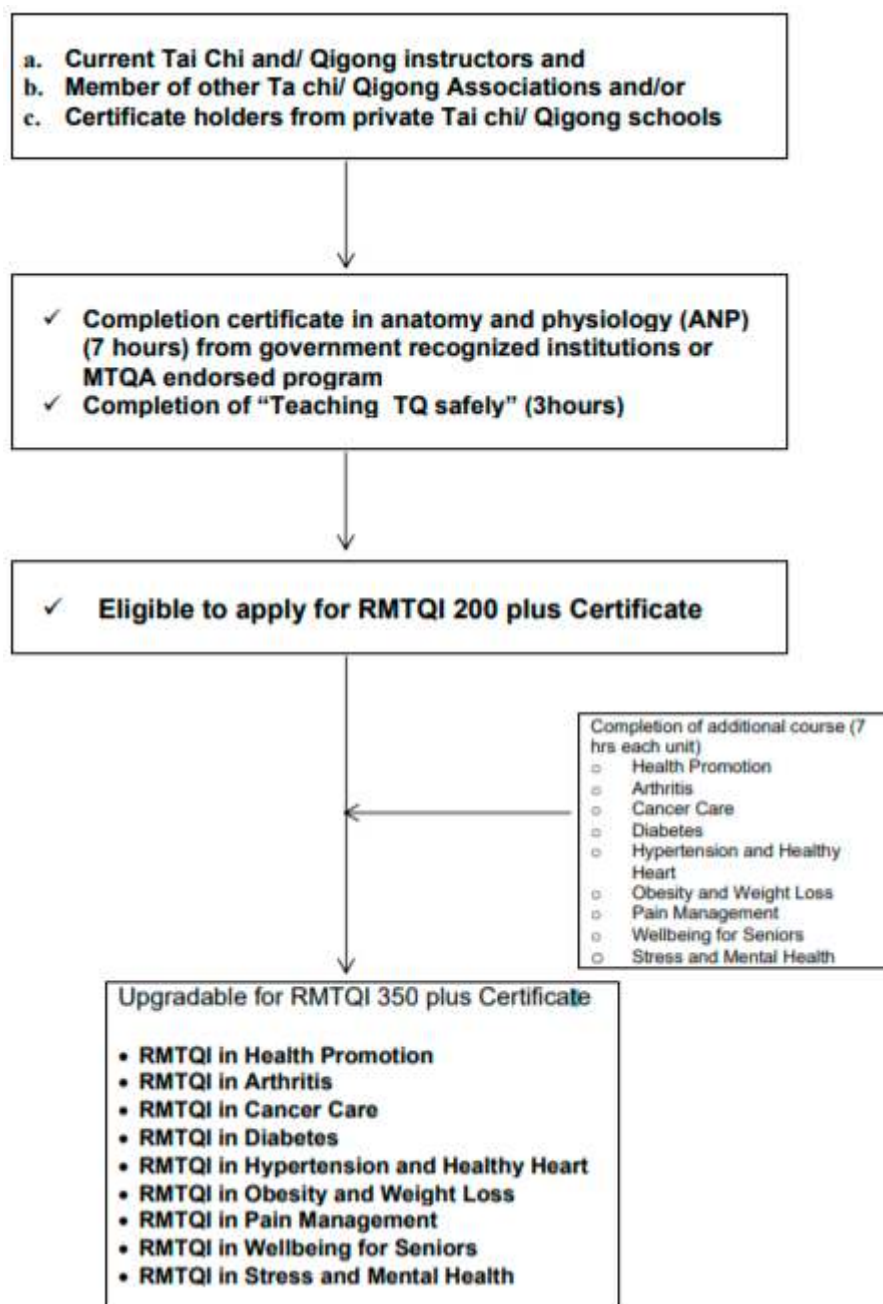 a. Current Tai Chi and/ Qigong instructors and
b. Member of other Ta chi/ Qigong Associations and/or
c. Certificate holders from private Tai chi/ Qigong schools
✓ Completion certificate in anatomy and physiology (ANP)
(7 hours) from government recognized institutions or
MTQA endorsed program
✓ Completion of “Teaching TQ safely” (3hours)
✓ Eligible to apply for RMTQI 200 plus Certificate
Completion of additional course (7
hrs each unit)
o Health Promotion
o Arthritis
o Cancer Care
o Diabetes
o Hypertension and Healthy
Heart
o Obesity and Weight Loss
o Pain Management
o Wellbeing for Seniors
o Stress and Mental Health
Upgradable for RMTQI 350 plus Certificate
• RMTQI in Health Promotion
• RMTQI in Arthritis
• RMTQI in Cancer Care
• RMTQI in Diabetes
• RMTQI in Hypertension and Healthy Heart
• RMTQI in Obesity and Weight Loss
• RMTQI in Pain Management
• RMTQI in Wellbeing for Seniors
• RMTQI in Stress and Mental Health